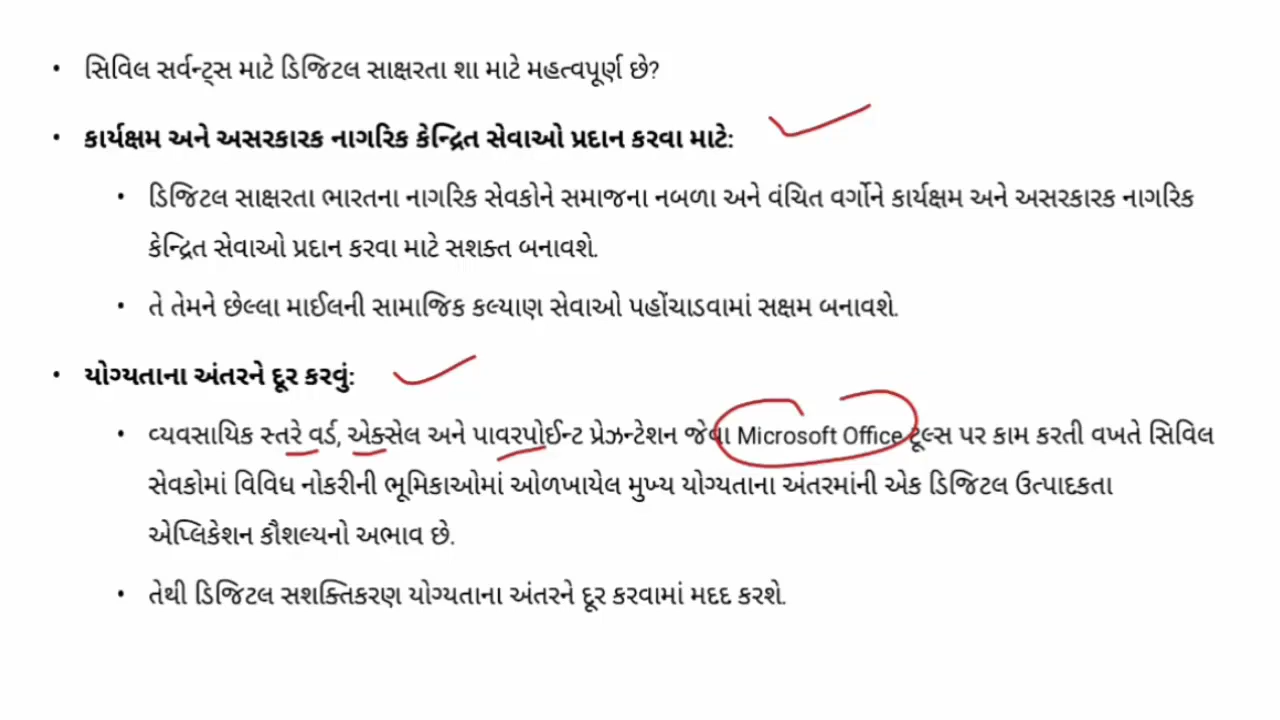 • સિવિલ સર્વન્ટ્સ માટે ડિજિટલ સાક્ષરતા શા માટે મહત્વપૂર્ણ છે?
• કાર્યક્ષમ અને અસરકારક નાગરિક કેન્દ્રિત સેવાઓ પ્રદાન કરવા માટે:
• ડિજિટલ સાક્ષરતા ભારતના નાગરિક સેવકોને સમાજના નબળા અને વંચિત વર્ગોને કાર્યક્ષમ અને અસરકારક નાગરિક
કેન્દ્રિત સેવાઓ પ્રદાન કરવા માટે સશક્ત બનાવશે.
• તે તેમને છેલ્લા માઈલની સામાજિક કલ્યાણ સેવાઓ પહોંચાડવામાં સક્ષમ બનાવશે.
• યોગ્યતાના અંતરને દૂર કરવું:
• વ્યવસાયિક સ્તરે વર્ડ, એક્સેલ અને પાવરપોઈન્ટ પ્રેઝન્ટેશન જેવા Microsoft Office ટૂલ્સ પર કામ કરતી વખતે સિવિલ
સેવકોમાં વિવિધ નોકરીની ભૂમિકાઓમાં ઓળખાયેલ મુખ્ય યોગ્યતાના અંતરમાંની એક ડિજિટલ ઉત્પાદકતા
એપ્લિકેશન કૌશલ્યનો અભાવ છે.
• તેથી ડિજિટલ સશક્તિકરણ યોગ્યતાના અંતરને દૂર કરવામાં મદદ કરશે.